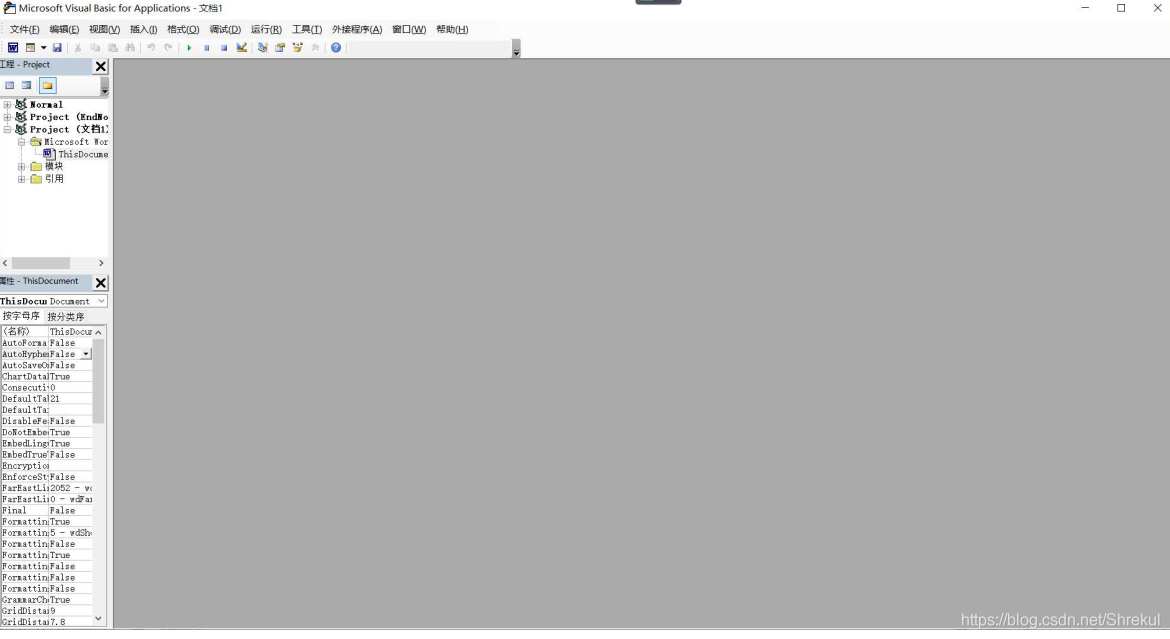 Microsoft Visual Basic for Applications - 文档1
文件(F) 编辑(E) 视图(V) 插入(I) 格式(O) 调试(D) 运行(R) 工具(T) 外接程序(A) 窗口(W) 帮助(H)
工程 - Project
Normal
Project (EndNo
Project (文档1)
Microsoft Wor
ThisDocume
模块
引用
属性 - ThisDocument
ThisDocu Document
按字母序 按分类序
(名称) ThisDocum
AutoForma False
AutoHyphe False
AutoSaveO False
ChartData True
Consecuti 0
DefaultTa 21
DefaultTa
DisableFe False
DoNotEmbe True
EmbedLing True
EmbedTrue False
Encryption
EnforceSt False
FarEastLi 2052 - wd
FarEastLi 0 - wdFar
Final False
Formattin True
Formattin 5 - wdSho
Formattin False
Formattin True
Formattin False
Formattin False
Formattin False
GrammarCh True
GridDista 9
GridDista 7.8
https://blog.csdn.net/Shrekul